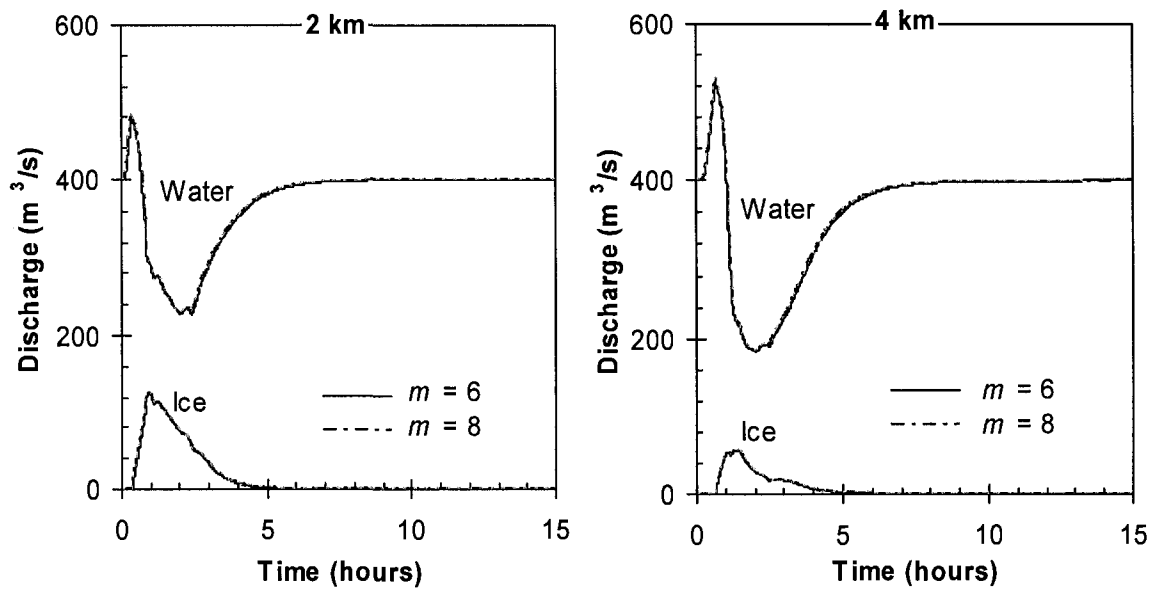 2 km
600
400
200
0
Discharge (m³/s)
Water
Ice
m = 6
m = 8
0 5 10 15
Time (hours)
4 km
600
400
200
0
Discharge (m³/s)
Water
Ice
m = 6
m = 8
0 5 10 15
Time (hours)